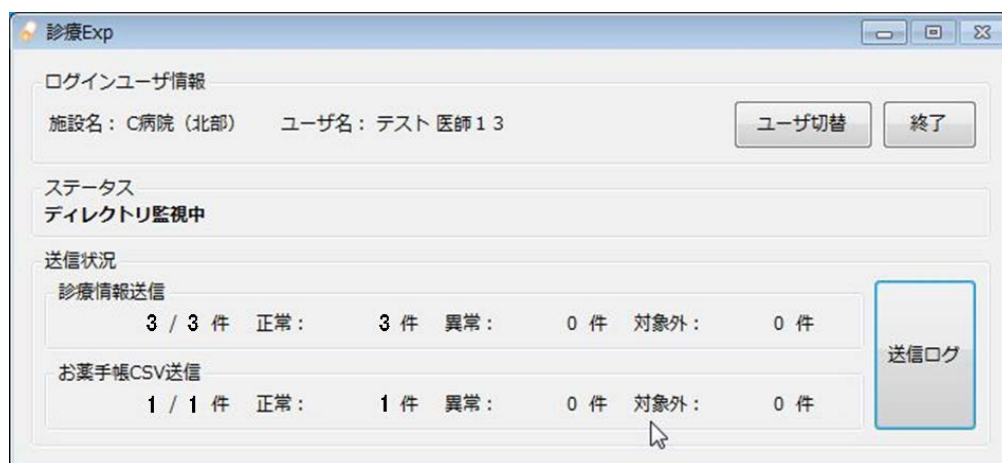 診療Exp
ログインユーザ情報
施設名： C病院（北部） ユーザ名： テスト 医師１３ ユーザ切替 終了
ステータス
ディレクトリ監視中
送信状況
診療情報送信
3 / 3 件 正常： 3 件 異常： 0 件 対象外： 0 件
送信ログ
お薬手帳CSV送信
1 / 1 件 正常： 1 件 異常： 0 件 対象外： 0 件